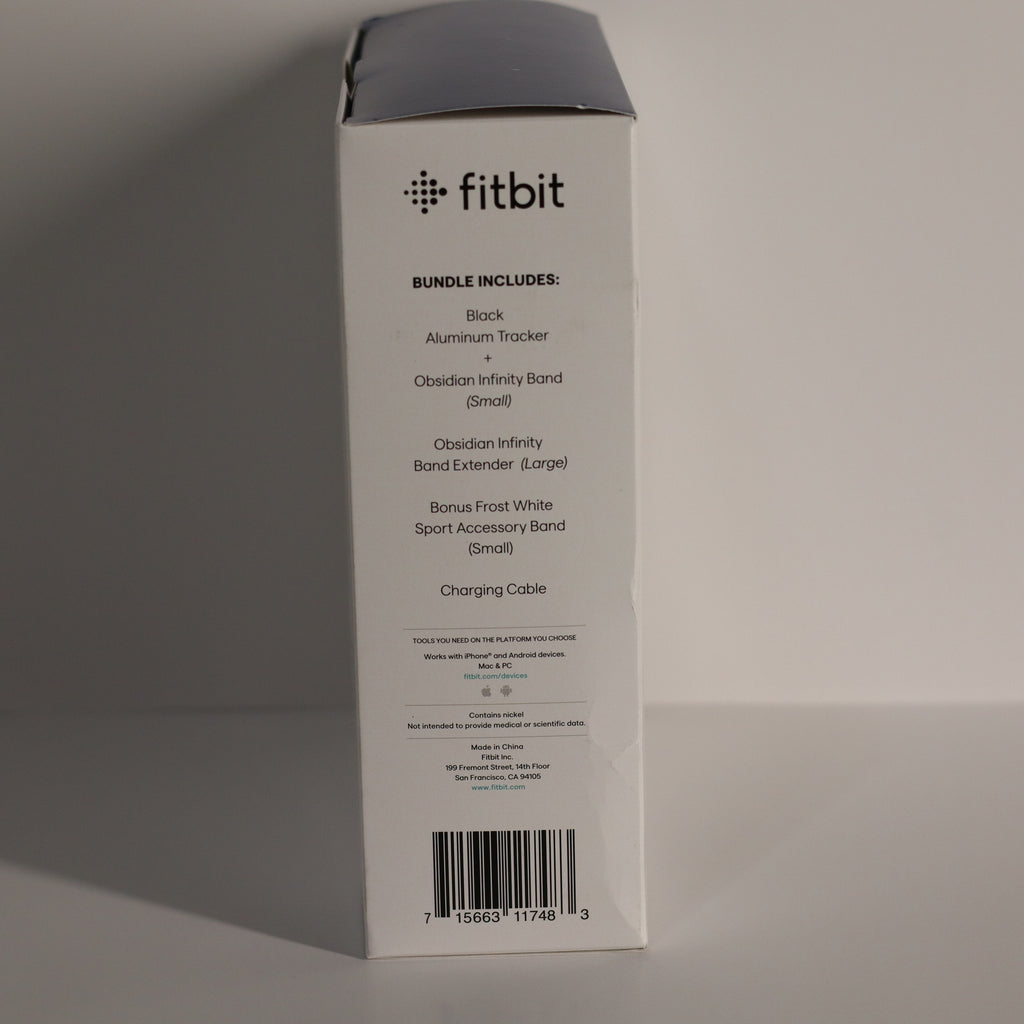 fitbit
BUNDLE INCLUDES:
Black
Aluminum Tracker
+
Obsidian Infinity Band
(Small)
Obsidian Infinity
Band Extender (Large)
Bonus Frost White
Sport Accessory Band
(Small)
Charging Cable
TOOLS YOU NEED ON THE PLATFORM YOU CHOOSE
Works with iPhone® and Android devices.
Mac & PC
fitbit.com/devices
Contains nickel
Not intended to provide medical or scientific data.
Made in China
Fitbit Inc.
199 Fremont Street, 14th Floor
San Francisco, CA 94105
www.fitbit.com
7 15663 11748 3